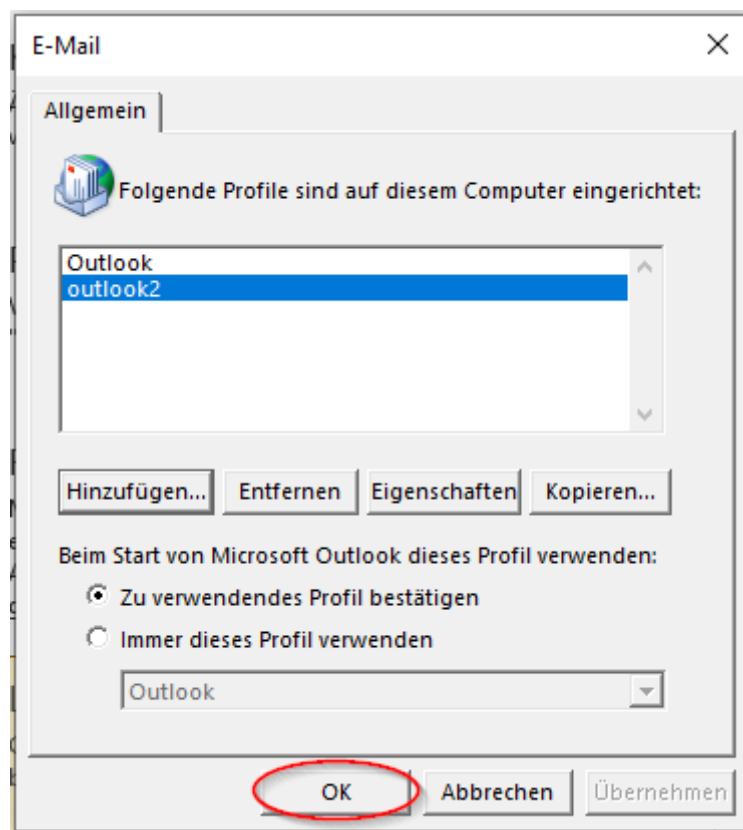 E-Mail
Allgemein
Folgende Profile sind auf diesem Computer eingerichtet:
Outlook
outlook2
Hinzufügen... Entfernen Eigenschaften Kopieren...
Beim Start von Microsoft Outlook dieses Profil verwenden:
Zu verwendendes Profil bestätigen
Immer dieses Profil verwenden
Outlook
OK Abbrechen Übernehmen